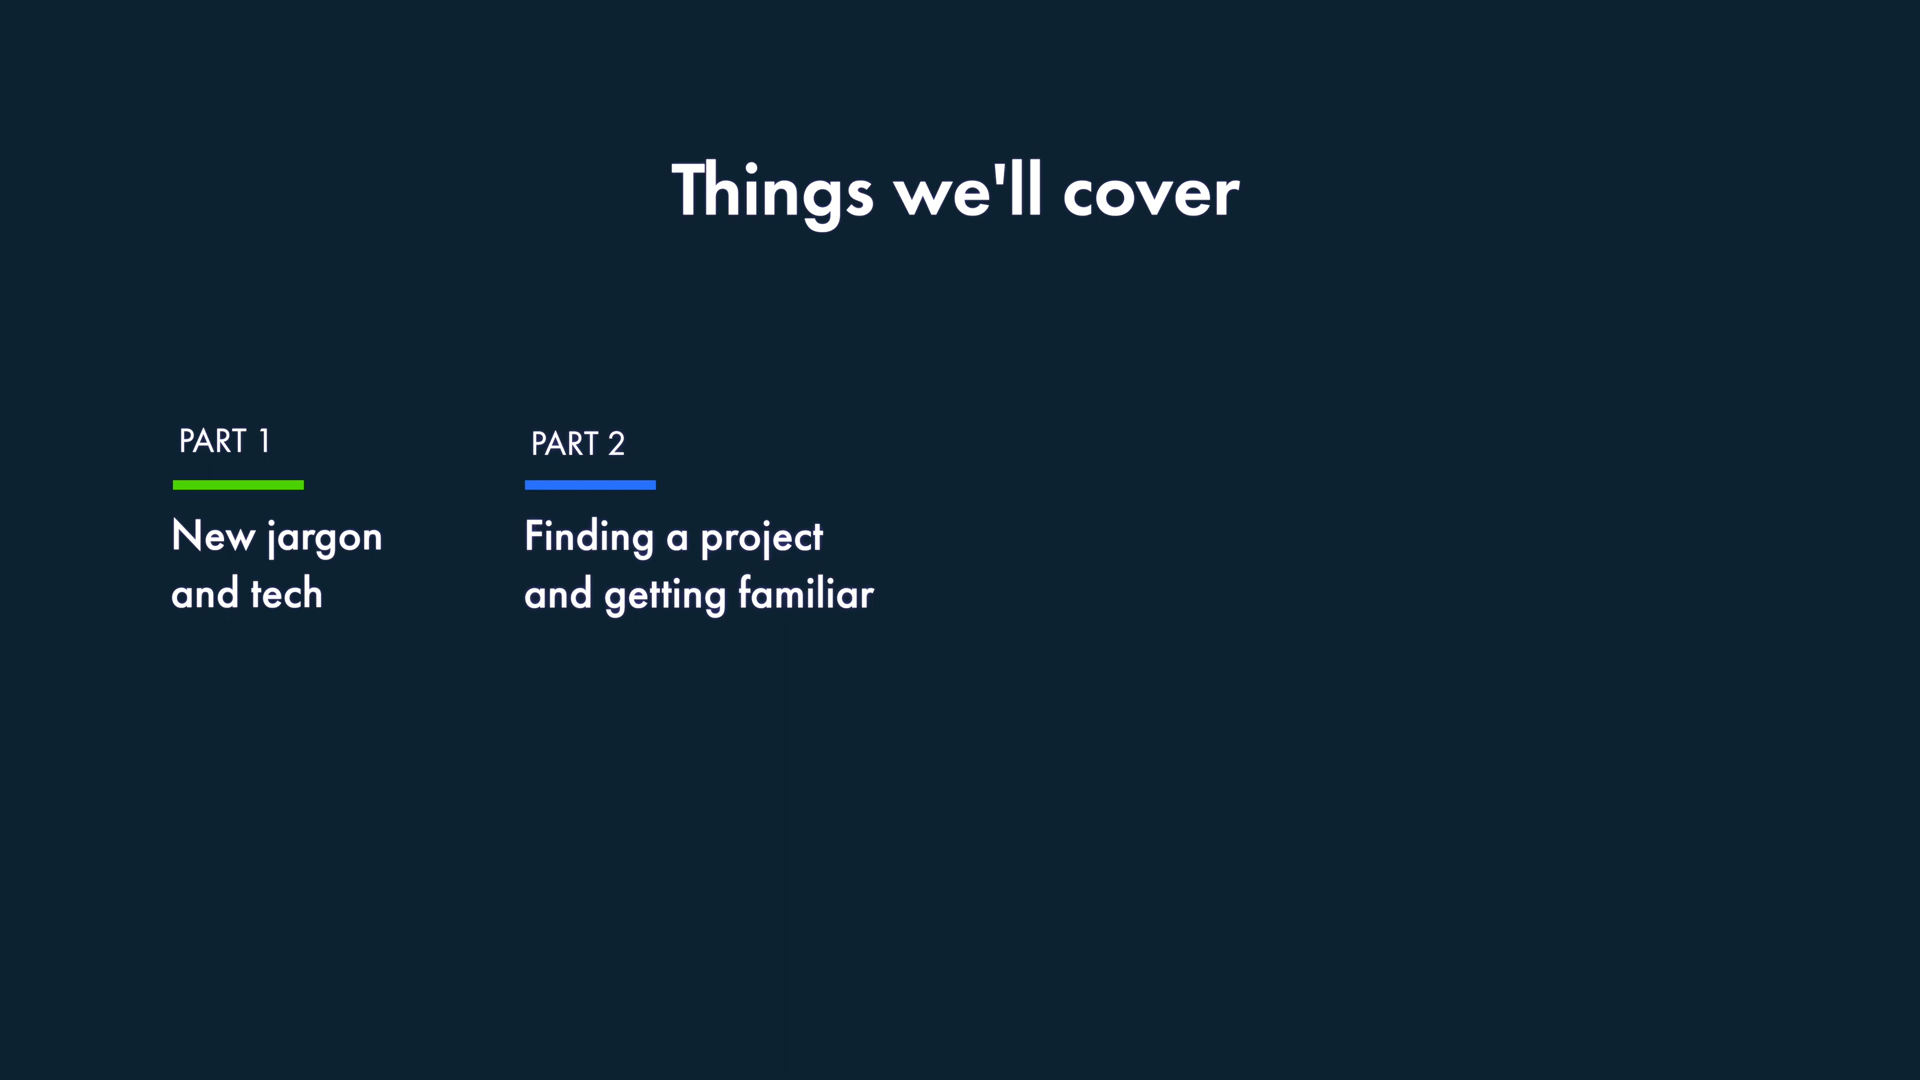 Things we'll cover
PART 1
New jargon
and tech
PART 2
Finding a project
and getting familiar